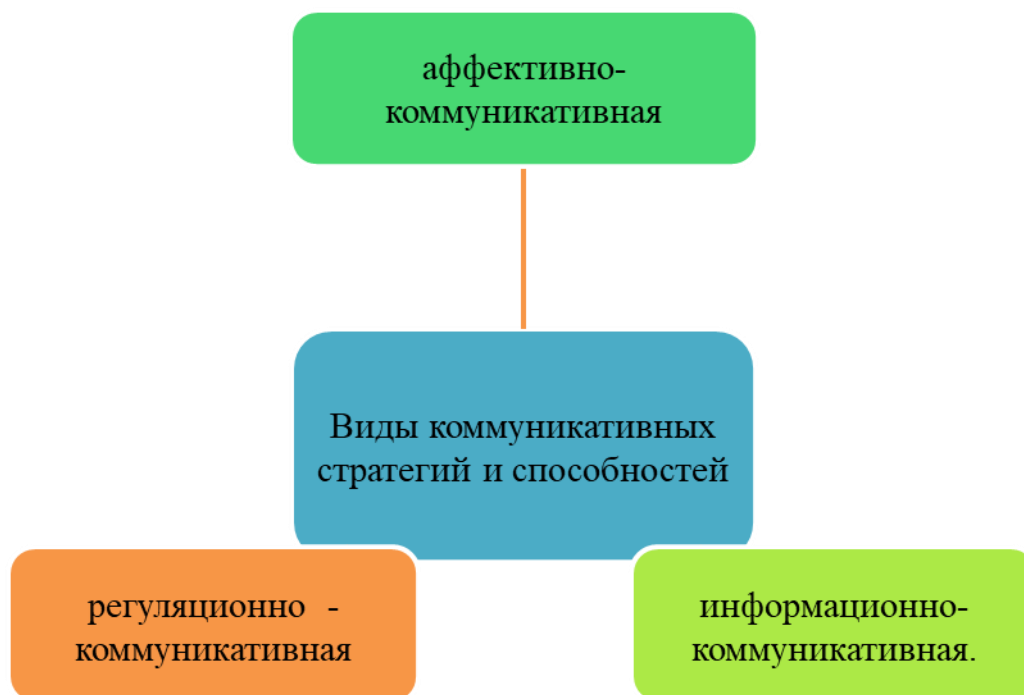 аффективно-
коммуникативная
Виды коммуникативных
стратегий и способностей
регуляционно -
коммуникативная
информационно-
коммуникативная.